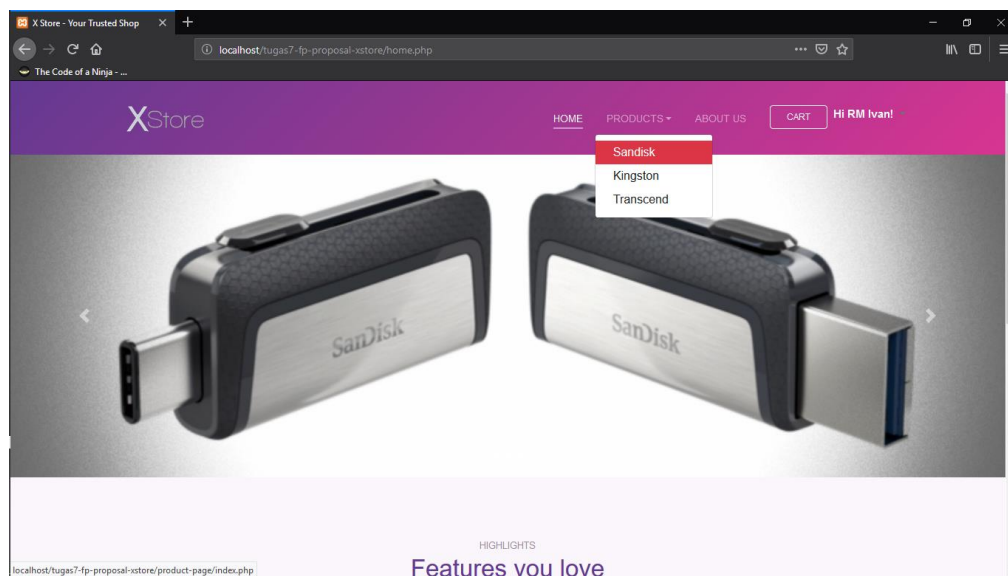 X Store - Your Trusted Shop
localhost/tugas7-fp-proposal-xstore/home.php
The Code of a Ninja - ...
XStore
HOME PRODUCTS ABOUT US CART Hi RM Ivan!
Sandisk
Kingston
Transcend
SanDisk
SanDisk
HIGHLIGHTS
Features you love
localhost/tugas7-fp-proposal-xstore/product-page/index.php